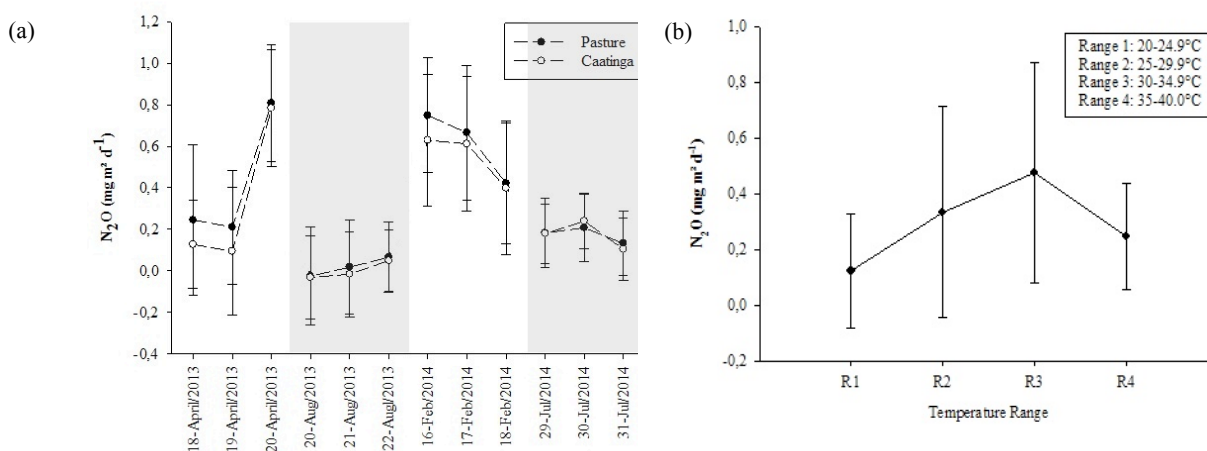 (a)
N₂O (mg m² d⁻¹)
1,2
1,0
0,8
0,6
0,4
0,2
0,0
-0,2
-0,4
Pasture
Caatinga
18-April/2013
19-April/2013
20-April/2013
20-Aug/2013
21-Aug/2013
22-Augl/2013
16-Feb/2014
17-Feb/2014
18-Feb/2014
29-Jul/2014
30-Jul/2014
31-Jul/2014
(b)
N₂O (mg m² d⁻¹)
1,0
0,8
0,6
0,4
0,2
0,0
-0,2
Range 1: 20-24.9°C
Range 2: 25-29.9°C
Range 3: 30-34.9°C
Range 4: 35-40.0°C
R1
R2
R3
R4
Temperature Range